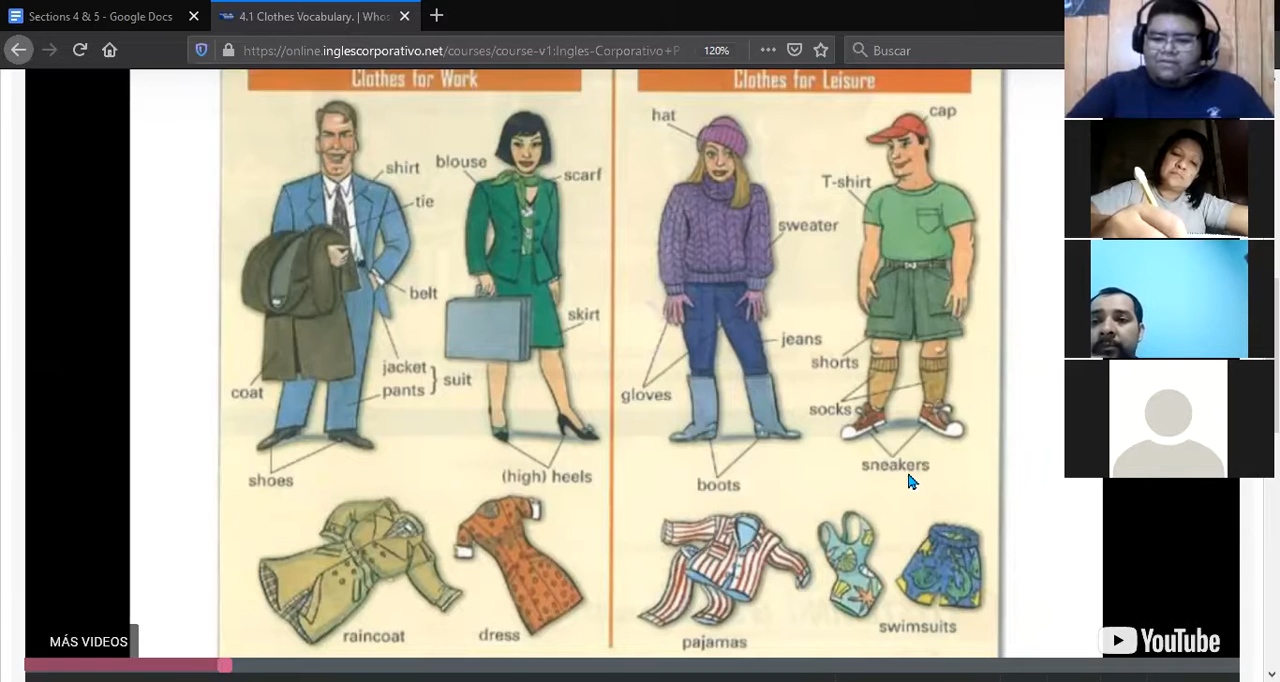 Sections 4 & 5 - Google Docs
4.1 Clothes Vocabulary. | Whos
https://online.inglescorporativo.net/courses/course-v1:Ingles-Corporativo+P
120%
Buscar
Clothes for Work
Clothes for Leisure
shirt
blouse
scarf
tie
belt
skirt
jacket
pants
suit
coat
shoes
(high) heels
raincoat
dress
hat
cap
T-shirt
sweater
jeans
shorts
gloves
socks
boots
sneakers
pajamas
swimsuits
MÁS VIDEOS
YouTube